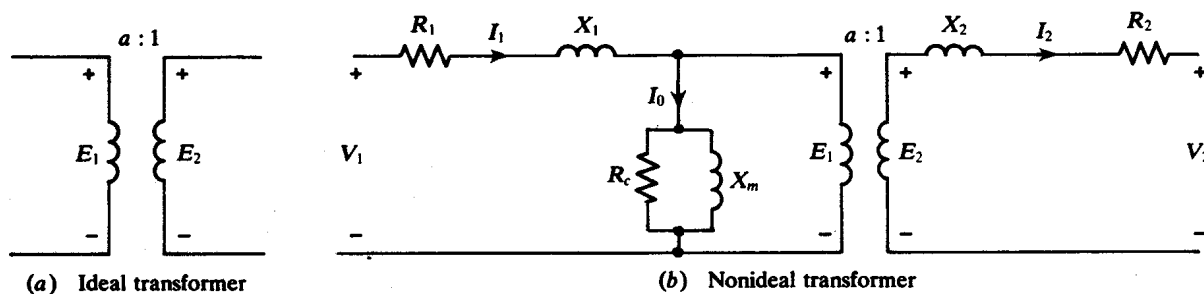 a : 1
+ +
E1 E2
− −
(a) Ideal transformer
R1 I1 X1 a : 1 X2 I2 R2
+ + + +
I0
V1 Rc Xm E1 E2
− − − −
(b) Nonideal transformer